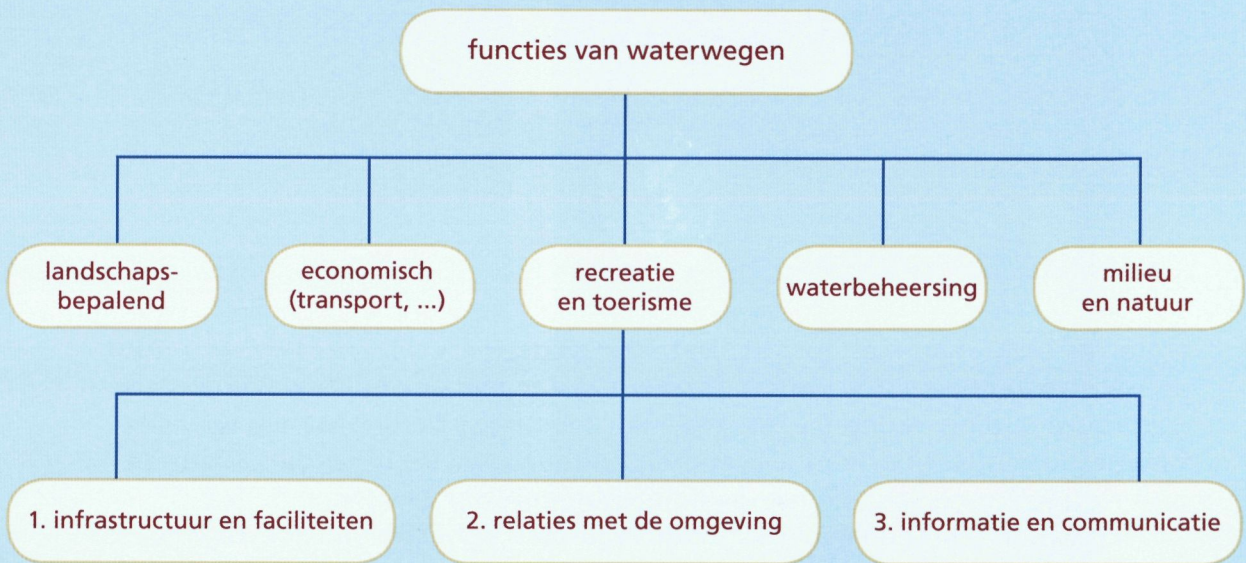 functies van waterwegen
landschaps-
bepalend
economisch
(transport, ...)
recreatie
en toerisme
waterbeheersing
milieu
en natuur
1. infrastructuur en faciliteiten
2. relaties met de omgeving
3. informatie en communicatie